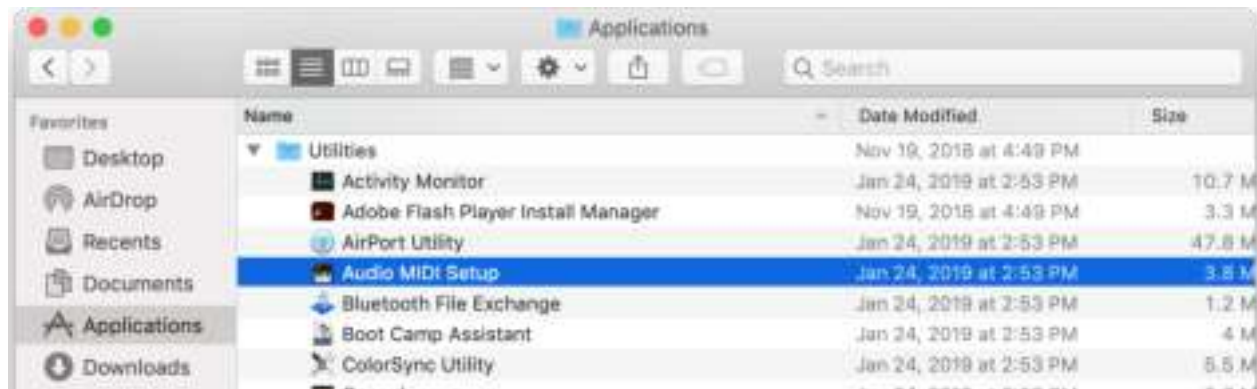 Applications
Search
Favorites
Name Date Modified Size
Desktop
AirDrop
Recents
Documents
Applications
Downloads
Utilities Nov 19, 2018 at 4:49 PM
Activity Monitor Jan 24, 2019 at 2:53 PM 10.7 M
Adobe Flash Player Install Manager Nov 19, 2018 at 4:49 PM 3.3 M
AirPort Utility Jan 24, 2019 at 2:53 PM 47.8 M
Audio MIDI Setup Jan 24, 2019 at 2:53 PM 3.8 M
Bluetooth File Exchange Jan 24, 2019 at 2:53 PM 1.2 M
Boot Camp Assistant Jan 24, 2019 at 2:53 PM 4 M
ColorSync Utility Jan 24, 2019 at 2:53 PM 5.5 M